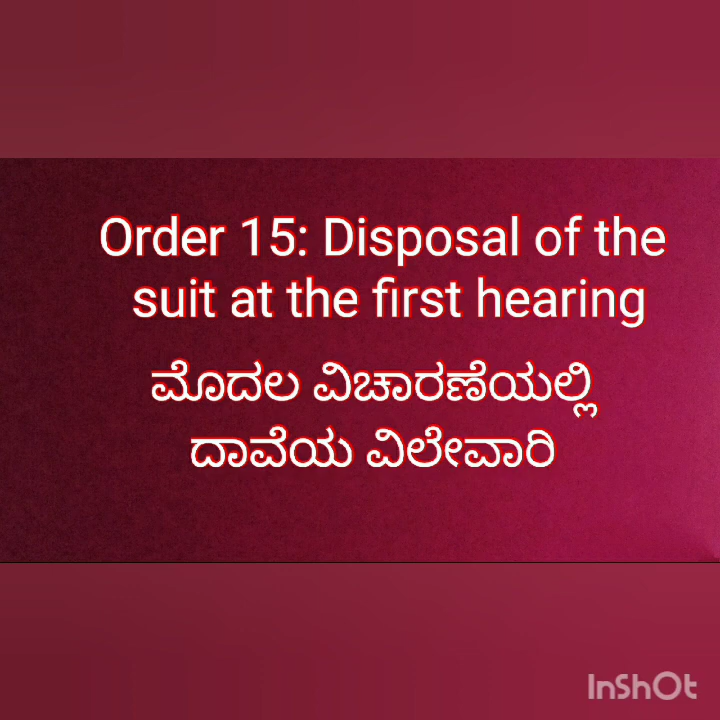 Order 15: Disposal of the
suit at the first hearing
ಮೊದಲ ವಿಚಾರಣೆಯಲ್ಲಿ
ದಾವೆಯ ವಿಲೇವಾರಿ
InShOt